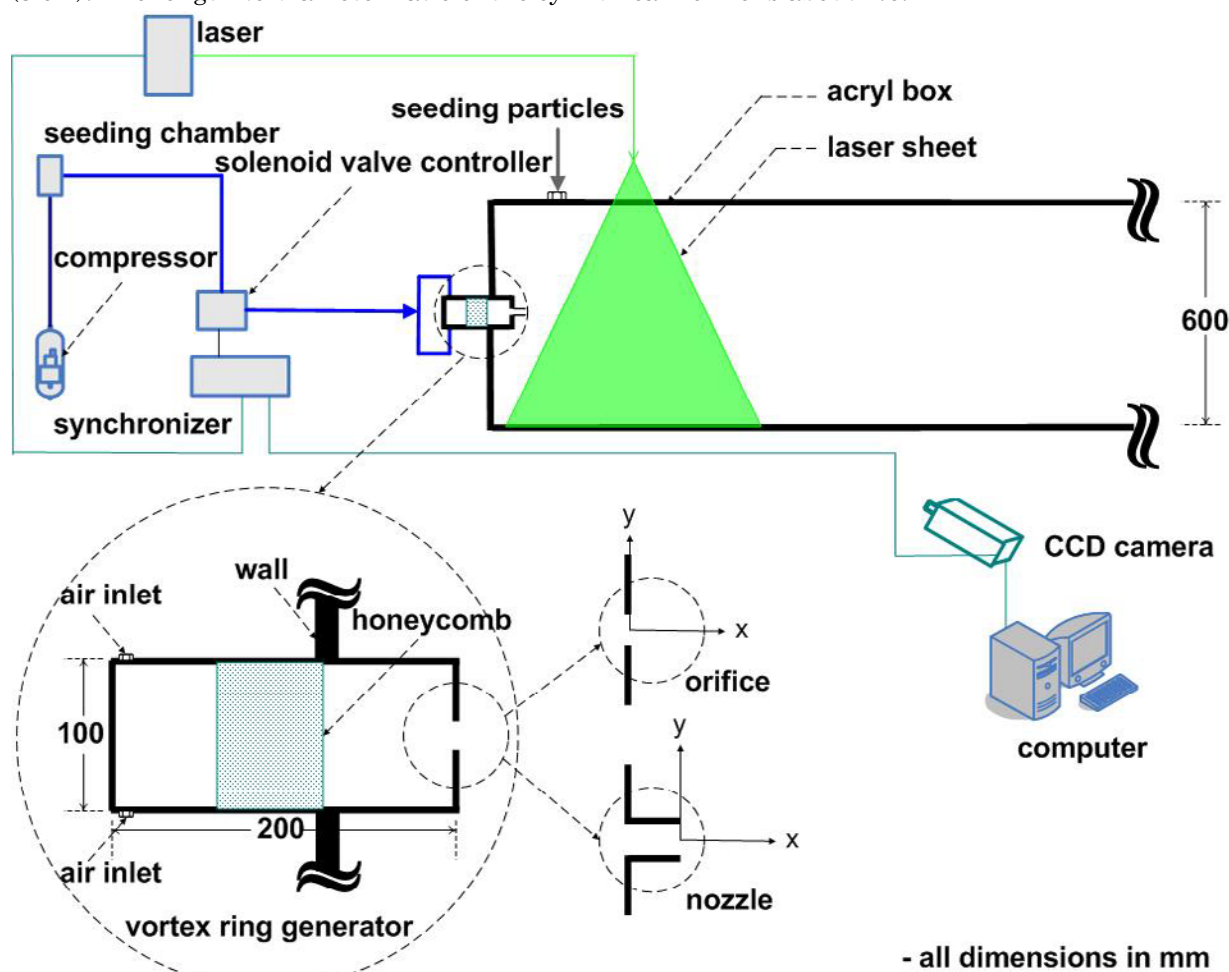 laser
seeding chamber
seeding particles
acryl box
solenoid valve controller
laser sheet
compressor
600
synchronizer
y
CCD camera
wall
air inlet
honeycomb
x
orifice
100
y
computer
200
x
air inlet
nozzle
vortex ring generator
- all dimensions in mm